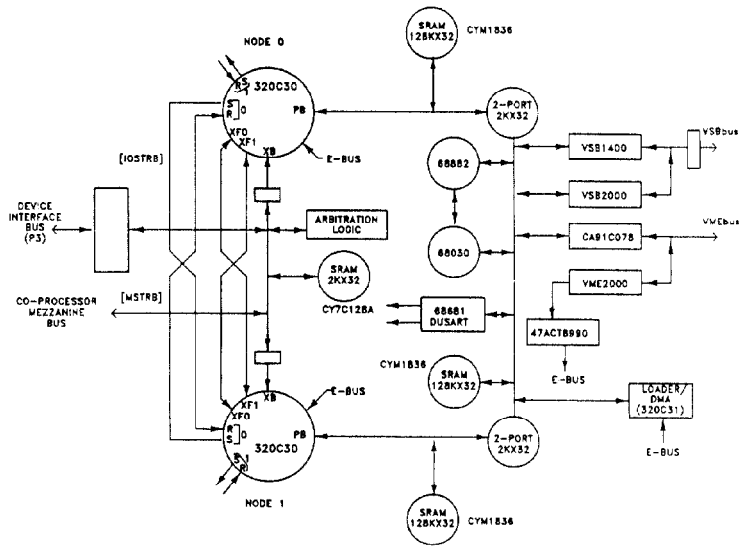 SRAM
128KX32
CYM1836
NODE 0
320C30
R
S
1
S
R
0
PB
XF0
XF1
XB
E-BUS
[IOSTRB]
2-PORT
2KX32
VSBbus
VSB1400
68882
VSB2000
DEVICE
INTERFACE
BUS
(P3)
ARBITRATION
LOGIC
VMEbus
CA91C078
68030
SRAM
2KX32
VME2000
[MSTRB]
CO-PROCESSOR
MEZZANINE
BUS
CY7C128A
68681
DUSART
47ACT8990
CYM1836
SRAM
128KX32
E-BUS
E-BUS
LOADER/
DMA
(320C31)
XB
XF1
XF0
R
S
0
PB
320C30
S
1
R
2-PORT
2KX32
E-BUS
NODE 1
SRAM
128KX32
CYM1836